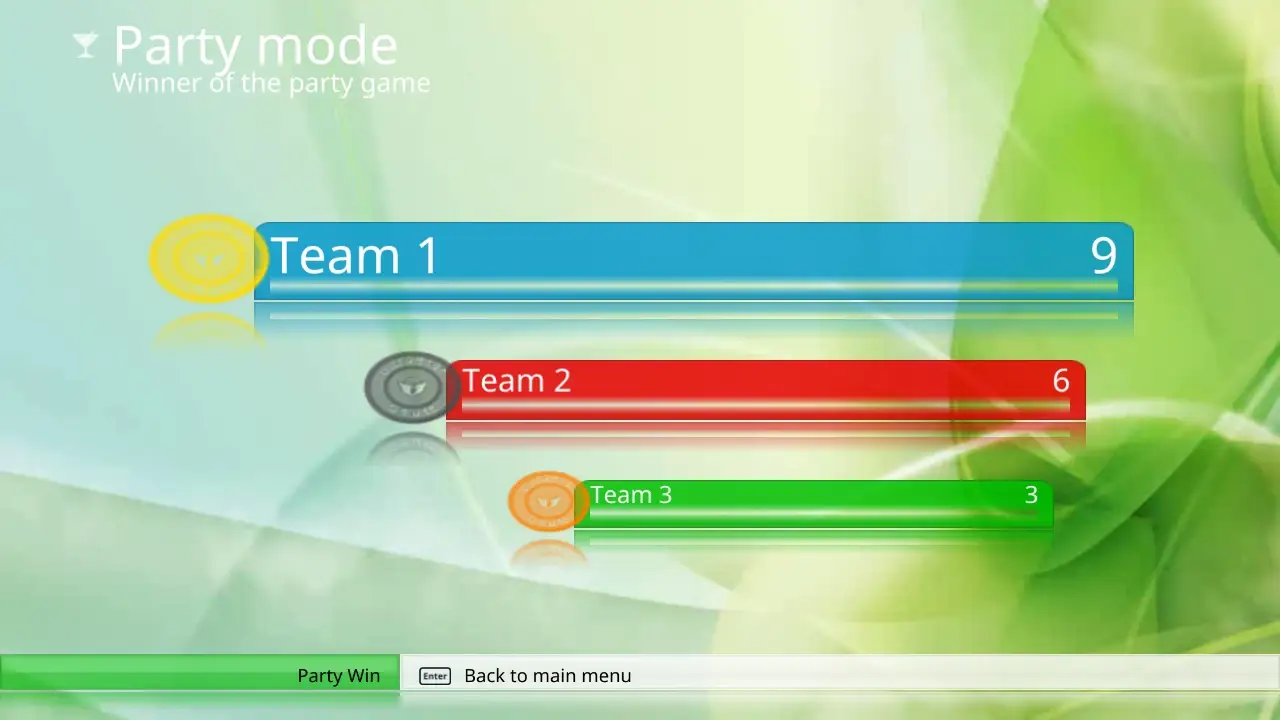 Party mode
Winner of the party game
Team 1 9
Team 2 6
Team 3 3
Party Win Enter Back to main menu